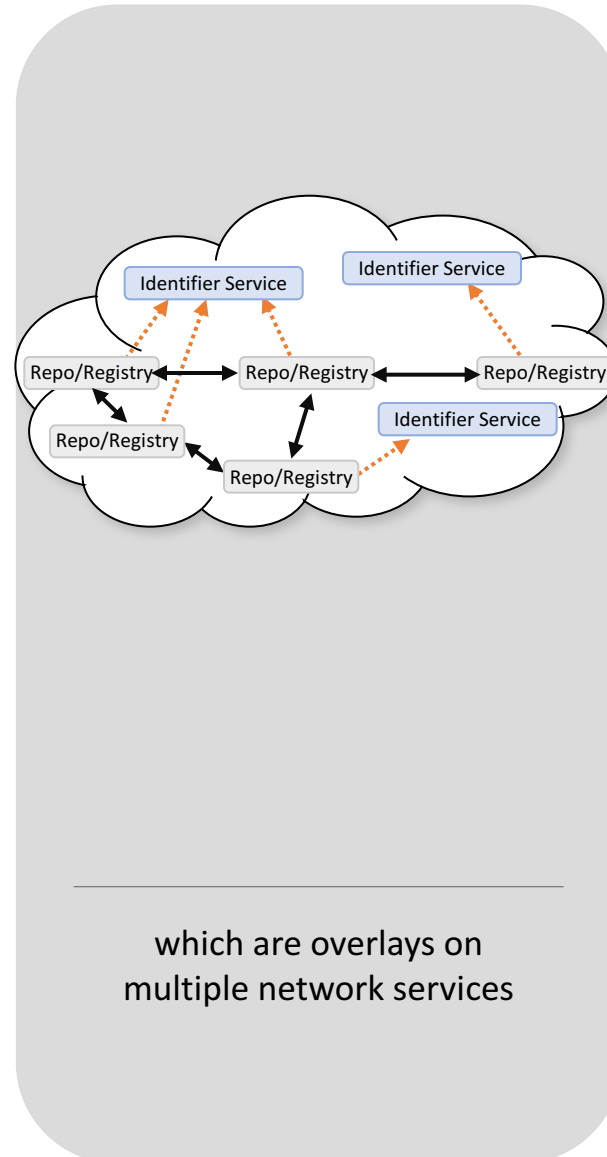 Identifier Service
Identifier Service
Repo/Registry
Repo/Registry
Repo/Registry
Identifier Service
Repo/Registry
Repo/Registry
which are overlays on
multiple network services